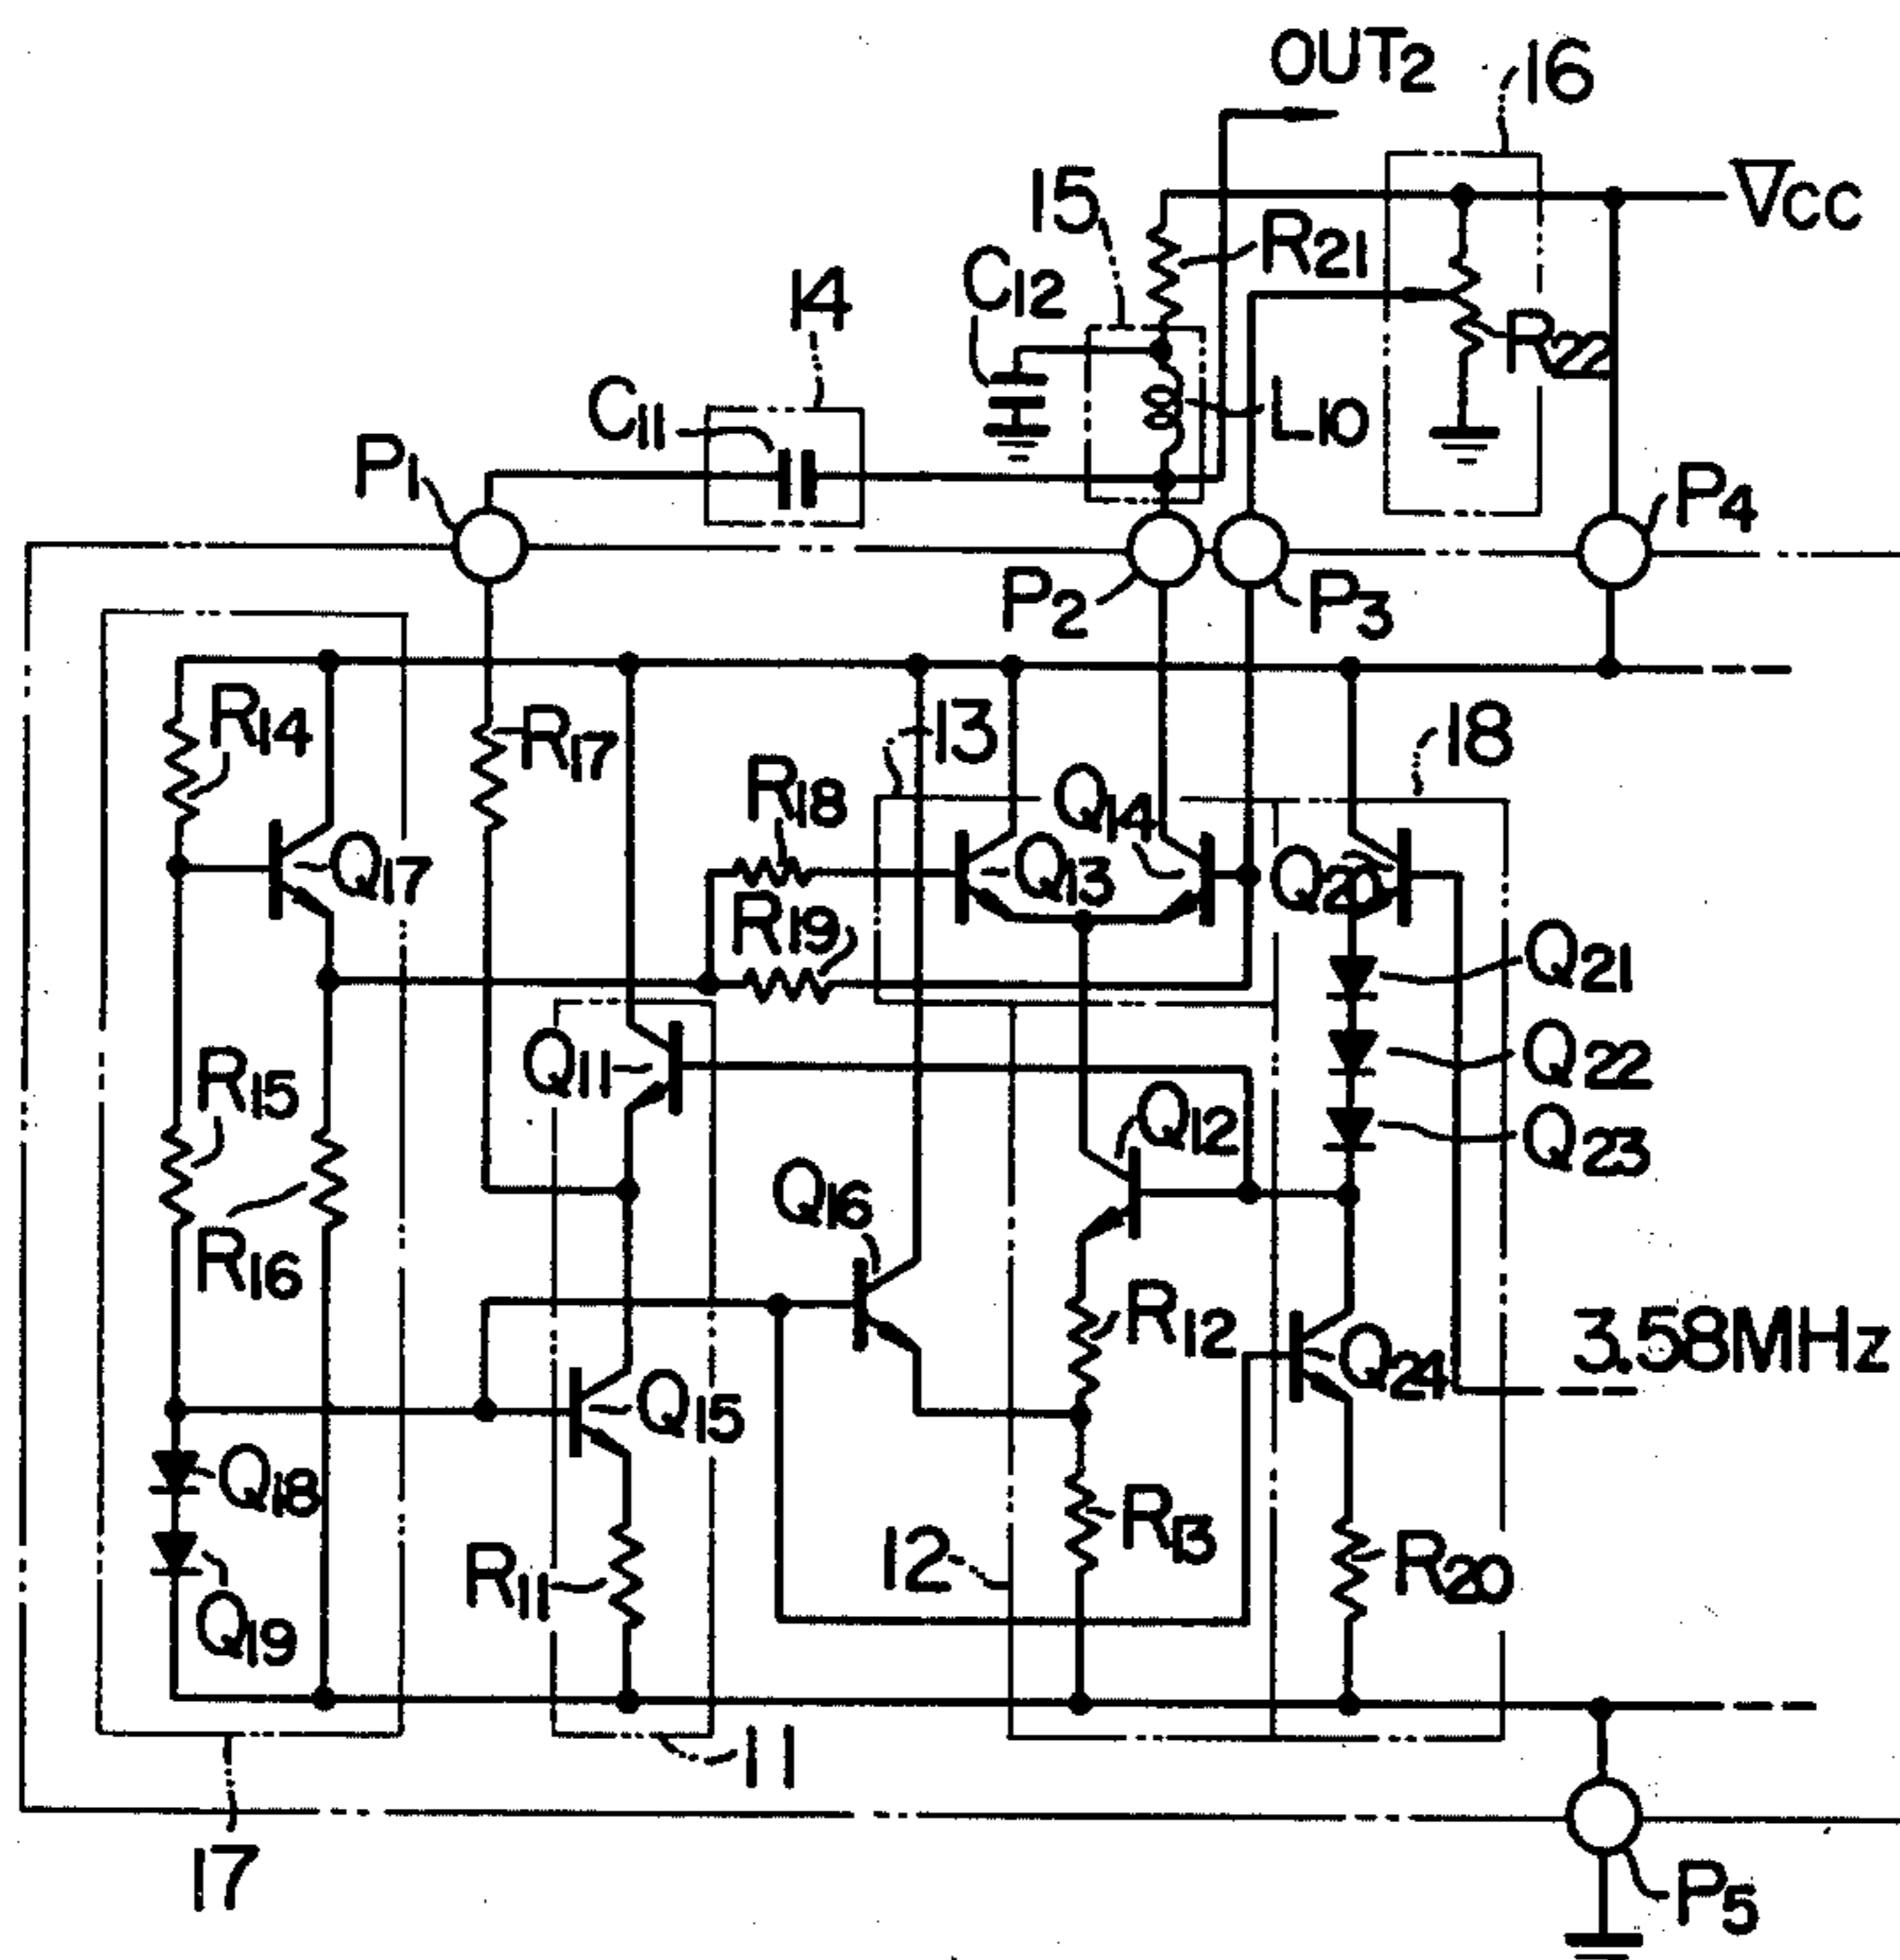 OUT2
16
15
VCC
R21
C12
14
R22
C11
L10
P1
P4
P2
P3
R14
R17
13
18
R18
Q14
Q17
Q13
Q20
R19
Q21
Q11
Q22
R15
Q12
Q23
Q16
R16
R12
3.58MHz
Q24
Q15
Q18
R13
12
R20
R11
Q19
11
17
P5